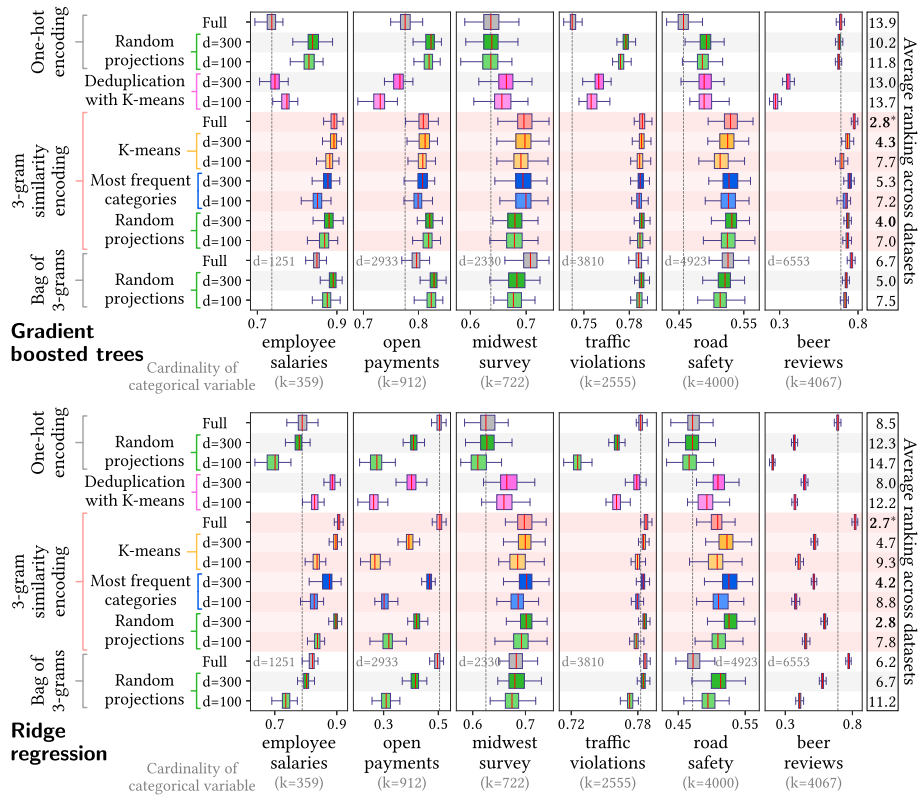 One-hot
encoding
Full 13.9
Random
projections
d=300 10.2
d=100 11.8
Deduplication
with K-means
d=300 13.0
d=100 13.7
3-gram
similarity
encoding
Full 2.8*
K-means
d=300 4.3
d=100 7.7
Most frequent
categories
d=300 5.3
d=100 7.2
Random
projections
d=300 4.0
d=100 7.0
Bag of
3-grams
Full d=1251 d=2933 d=2330 d=3810 d=4923 d=6553 6.7
Random
projections
d=300 5.0
d=100 7.5
Average ranking across datasets
0.7 0.9 0.7 0.8 0.6 0.7 0.75 0.78 0.45 0.55 0.3 0.8
Gradient
boosted trees
employee
salaries
(k=359)
open
payments
(k=912)
midwest
survey
(k=722)
traffic
violations
(k=2555)
road
safety
(k=4000)
beer
reviews
(k=4067)
Cardinality of
categorical variable
One-hot
encoding
Full 8.5
Random
projections
d=300 12.3
d=100 14.7
Deduplication
with K-means
d=300 8.0
d=100 12.2
3-gram
similarity
encoding
Full 2.7*
K-means
d=300 4.7
d=100 9.3
Most frequent
categories
d=300 4.2
d=100 8.8
Random
projections
d=300 2.8
d=100 7.8
Bag of
3-grams
Full d=1251 d=2933 d=2330 d=3810 d=4923 d=6553 6.2
Random
projections
d=300 6.7
d=100 11.2
Average ranking across datasets
0.7 0.9 0.3 0.5 0.6 0.7 0.72 0.78 0.45 0.55 0.3 0.8
Ridge
regression
employee
salaries
(k=359)
open
payments
(k=912)
midwest
survey
(k=722)
traffic
violations
(k=2555)
road
safety
(k=4000)
beer
reviews
(k=4067)
Cardinality of
categorical variable